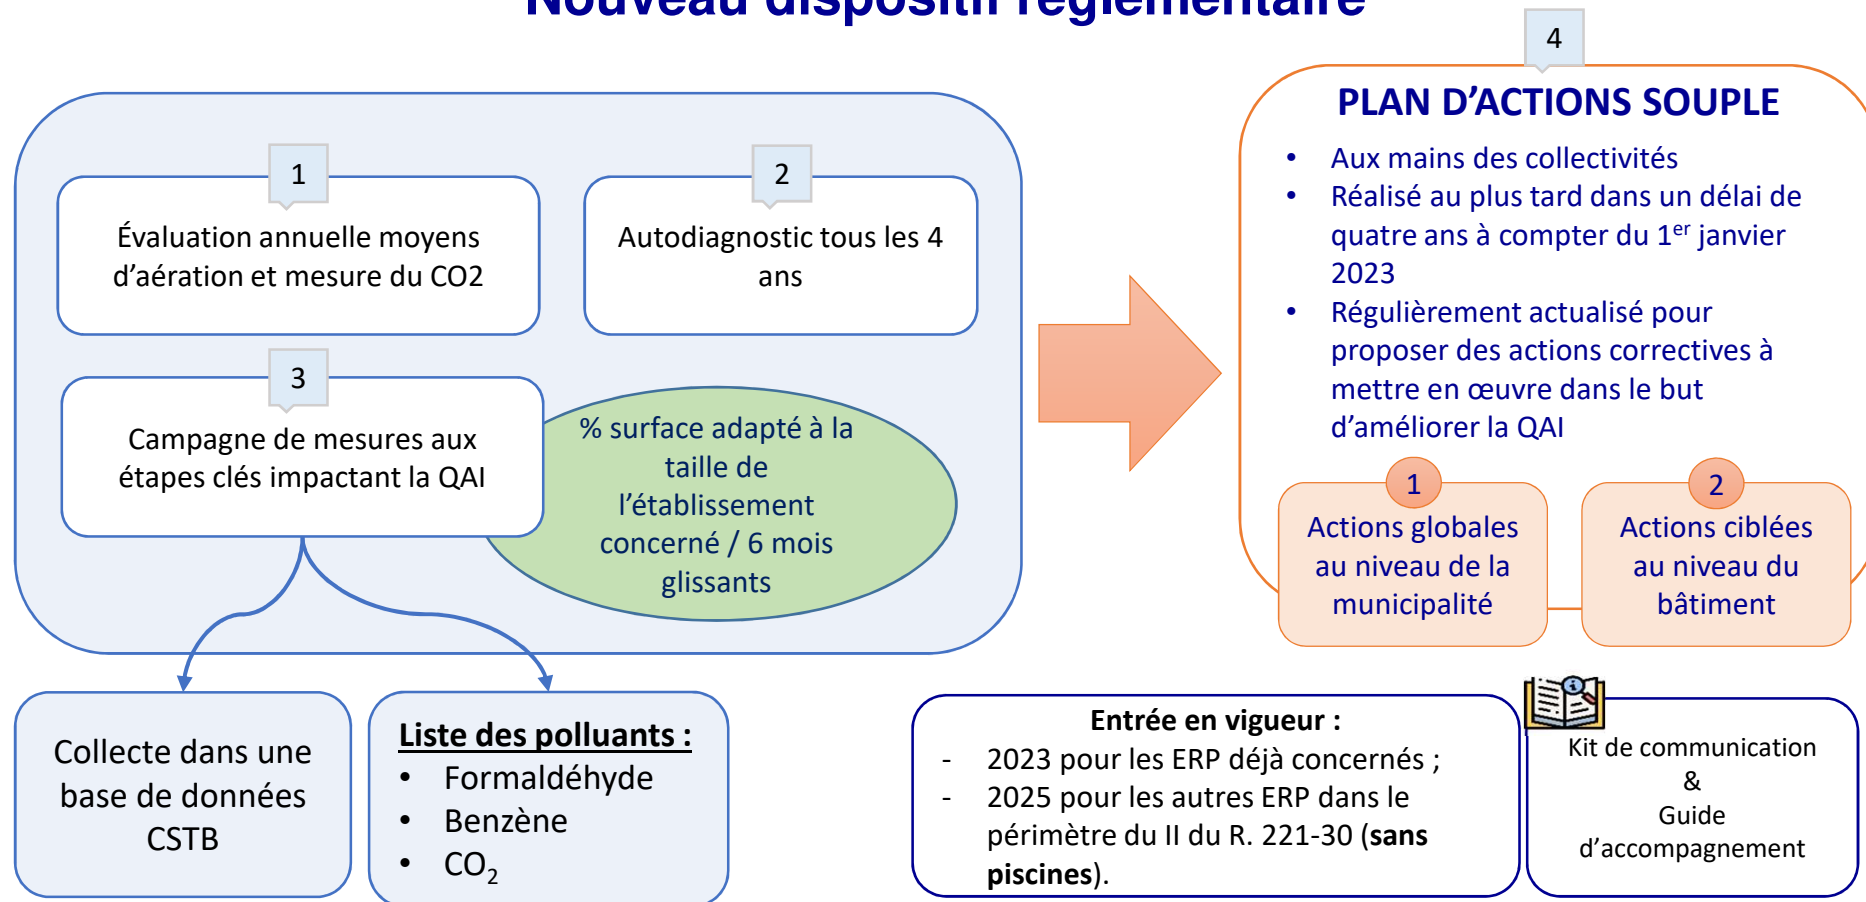 Nouveau dispositif réglementaire
1
Évaluation annuelle moyens
d’aération et mesure du CO2
2
Autodiagnostic tous les 4
ans
3
Campagne de mesures aux
étapes clés impactant la QAI
% surface adapté à la
taille de
l’établissement
concerné / 6 mois
glissants
Collecte dans une
base de données
CSTB
Liste des polluants :
• Formaldéhyde
• Benzène
• CO₂
4
PLAN D’ACTIONS SOUPLE
• Aux mains des collectivités
• Réalisé au plus tard dans un délai de
quatre ans à compter du 1er janvier
2023
• Régulièrement actualisé pour
proposer des actions correctives à
mettre en œuvre dans le but
d’améliorer la QAI
1
Actions globales
au niveau de la
municipalité
2
Actions ciblées
au niveau du
bâtiment
Entrée en vigueur :
- 2023 pour les ERP déjà concernés ;
- 2025 pour les autres ERP dans le
périmètre du II du R. 221-30 (sans
piscines).
Kit de communication
&
Guide
d’accompagnement